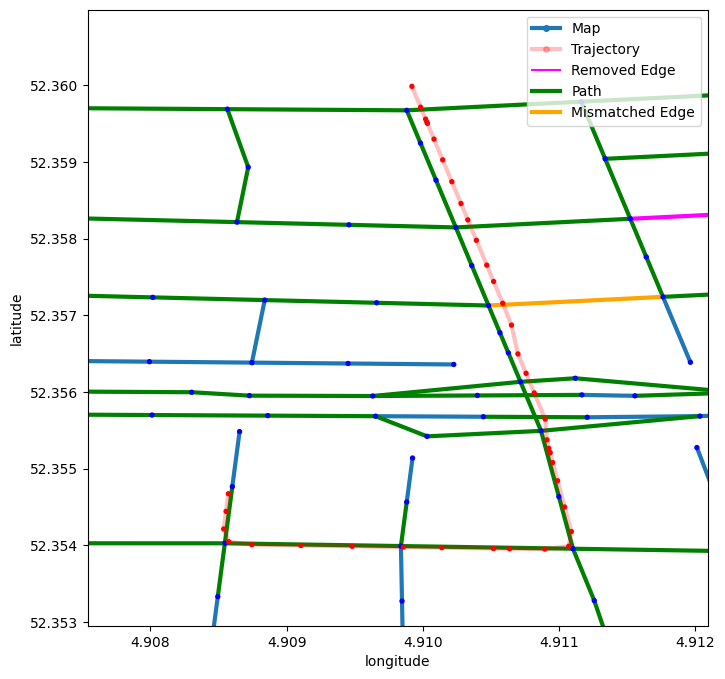 Map
Trajectory
Removed Edge
Path
Mismatched Edge
52.360
52.359
52.358
52.357
52.356
52.355
52.354
52.353
latitude
4.908 4.909 4.910 4.911 4.912
longitude